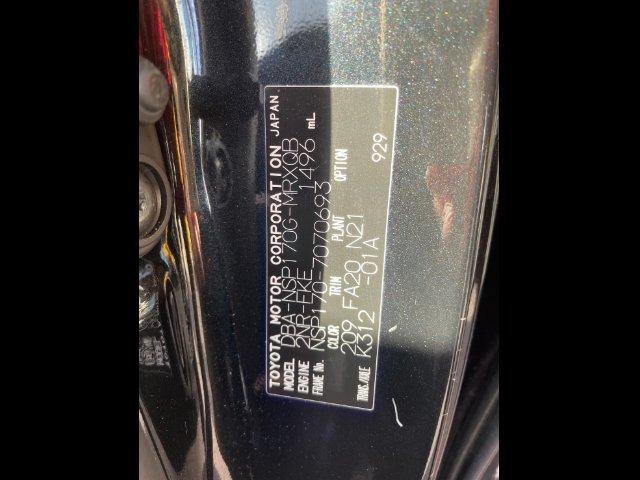 TOYOTA MOTOR CORPORATION JAPAN
MODEL DBA-NSP170G-MRXQB
ENGINE 2NR-FKE 1496 mL
FRAME No. NSP170-7070693
COLOR TRIM PLANT OPTION
209 FA20 N21 929
TRANS./AXLE K312 -01A